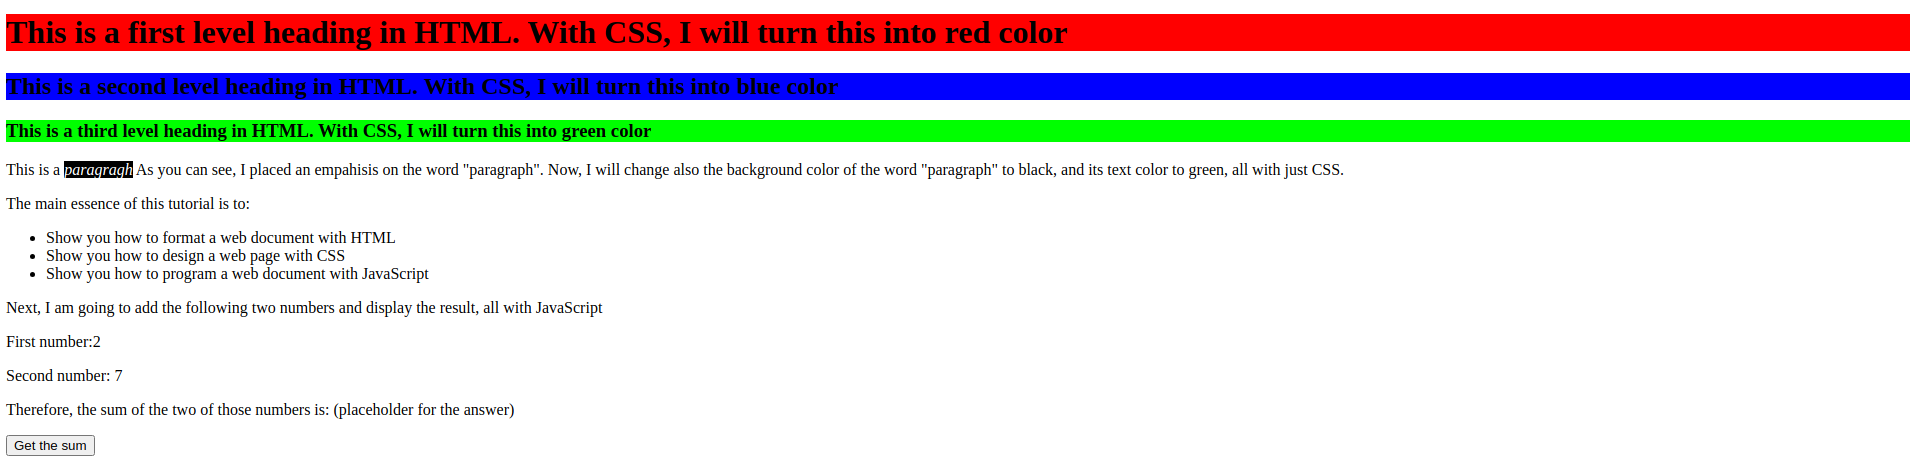 This is a first level heading in HTML. With CSS, I will turn this into red color
This is a second level heading in HTML. With CSS, I will turn this into blue color
This is a third level heading in HTML. With CSS, I will turn this into green color
This is a paragragh As you can see, I placed an empahisis on the word "paragraph". Now, I will change also the background color of the word "paragraph" to black, and its text color to green, all with just CSS.
The main essence of this tutorial is to:
• Show you how to format a web document with HTML
• Show you how to design a web page with CSS
• Show you how to program a web document with JavaScript
Next, I am going to add the following two numbers and display the result, all with JavaScript
First number:2
Second number: 7
Therefore, the sum of the two of those numbers is: (placeholder for the answer)
Get the sum